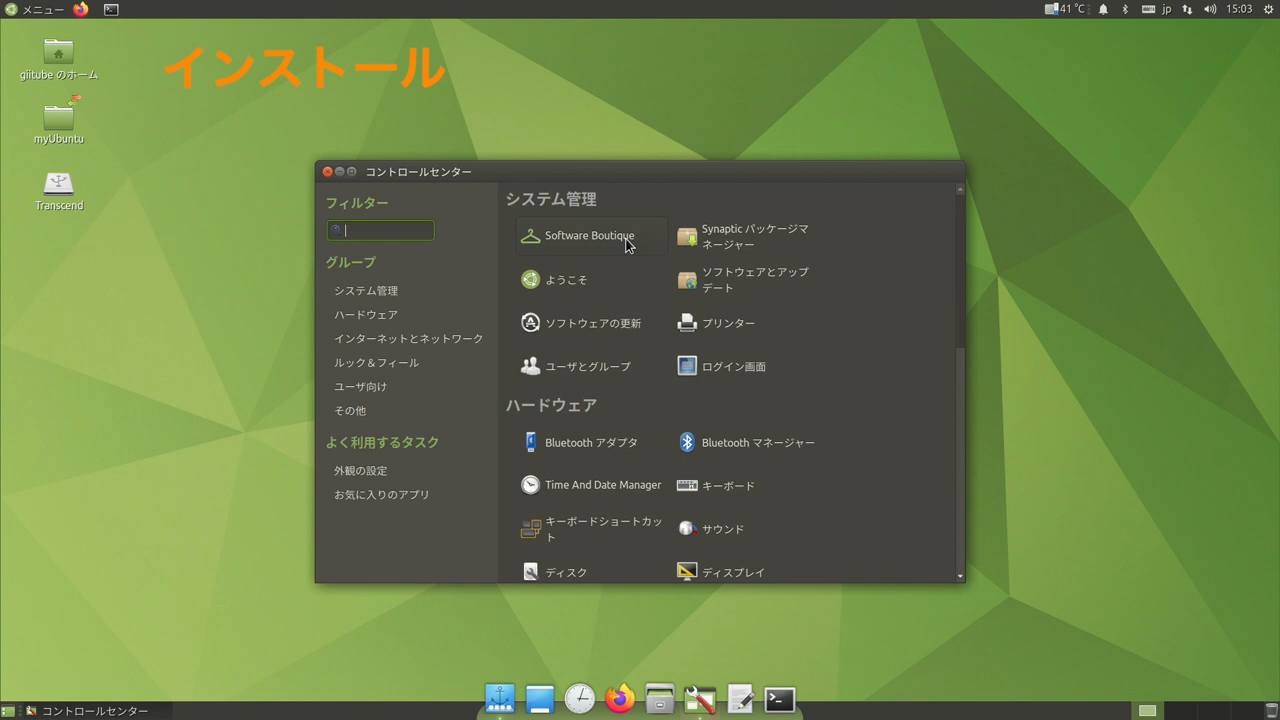 メニュー
41 °C
jp
15:03
giitube のホーム
インストール
myUbuntu
Transcend
コントロールセンター
フィルター
グループ
システム管理
ハードウェア
インターネットとネットワーク
ルック＆フィール
ユーザ向け
その他
よく利用するタスク
外観の設定
お気に入りのアプリ
システム管理
Software Boutique
Synaptic パッケージマ
ネージャー
ようこそ
ソフトウェアとアップ
デート
ソフトウェアの更新
プリンター
ユーザとグループ
ログイン画面
ハードウェア
Bluetooth アダプタ
Bluetooth マネージャー
Time And Date Manager
キーボード
キーボードショートカッ
ト
サウンド
ディスク
ディスプレイ
コントロールセンター